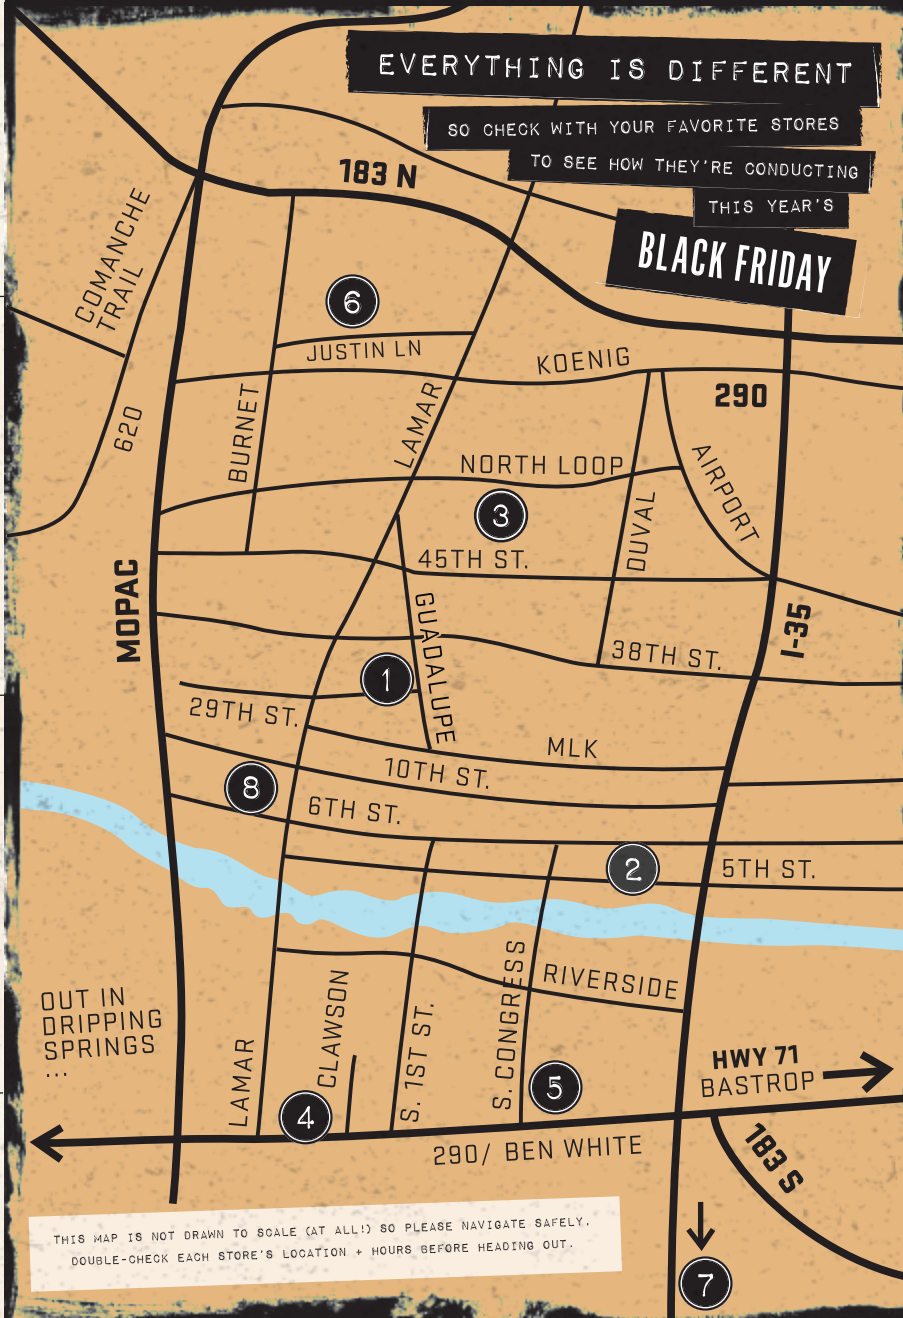 EVERYTHING IS DIFFERENT
SO CHECK WITH YOUR FAVORITE STORES
TO SEE HOW THEY'RE CONDUCTING
THIS YEAR'S
BLACK FRIDAY
183 N
COMANCHE
TRAIL
6
JUSTIN LN
KOENIG
290
620
BURNET
LAMAR
NORTH LOOP
AIRPORT
3
DUVAL
45TH ST.
MOPAC
GUADALUPE
I-35
38TH ST.
1
29TH ST.
MLK
10TH ST.
8
6TH ST.
2
5TH ST.
RIVERSIDE
OUT IN
DRIPPING
SPRINGS
...
LAMAR
CLAWSON
S. 1ST ST.
S. CONGRESS
HWY 71
BASTROP
5
4
290/ BEN WHITE
183 S
THIS MAP IS NOT DRAWN TO SCALE (AT ALL!) SO PLEASE NAVIGATE SAFELY.
DOUBLE-CHECK EACH STORE'S LOCATION + HOURS BEFORE HEADING OUT.
7